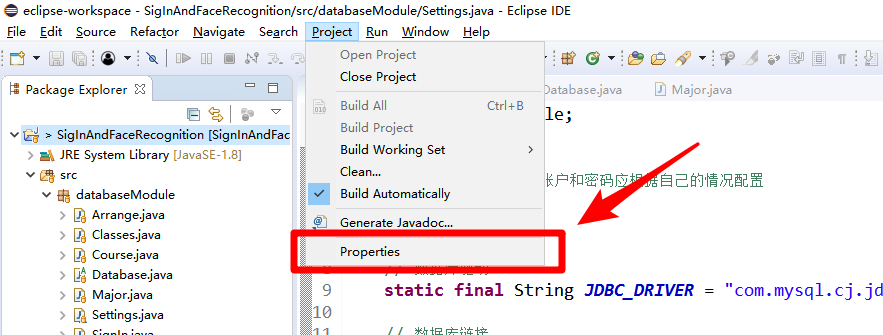 eclipse-workspace - SigInAndFaceRecognition/src/databaseModule/Settings.java - Eclipse IDE
File Edit Source Refactor Navigate Search Project Run Window Help
Open Project
Close Project
Build All Ctrl+B
Build Project
Build Working Set
Clean...
Build Automatically
Generate Javadoc...
Properties
Package Explorer
> SigInAndFaceRecognition [SignInAndFac
JRE System Library [JavaSE-1.8]
src
databaseModule
Arrange.java
Classes.java
Course.java
Database.java
Major.java
Settings.java
SignIn.java
Database.java Major.java
le;
账户和密码应根据自己的情况配置
9 static final String JDBC_DRIVER = "com.mysql.cj.jd
10
11 // 数据库链接